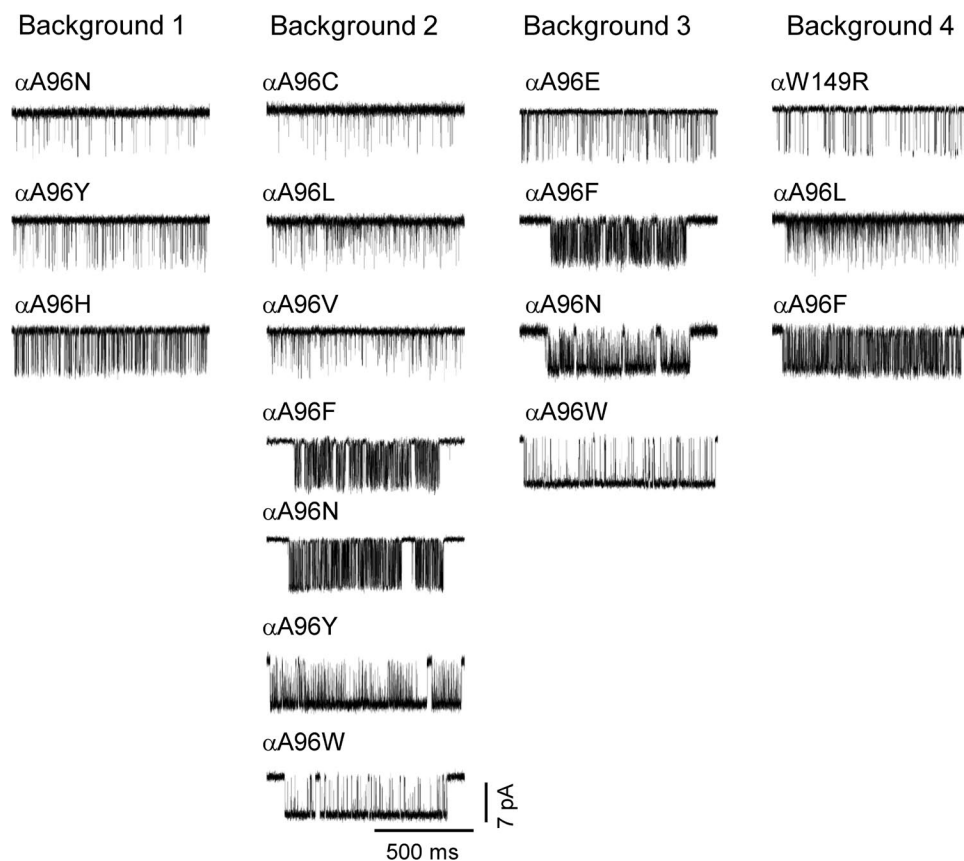 Background 1 Background 2 Background 3 Background 4
αA96N αA96C αA96E αW149R
αA96Y αA96L αA96F αA96L
αA96H αA96V αA96N αA96F
αA96F αA96W
αA96N
αA96Y
αA96W
7 pA
500 ms